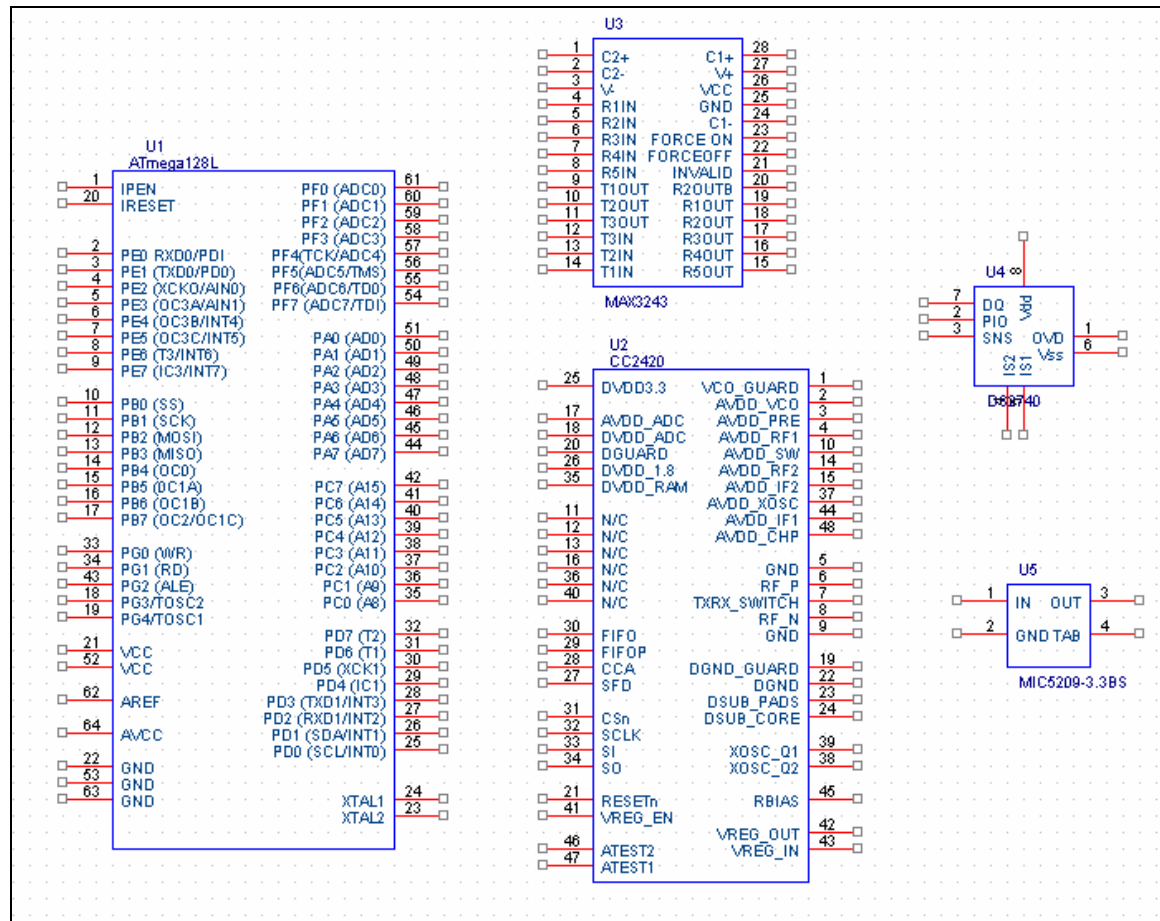 U1
ATmega128L
1 IPEN PF0 (ADC0) 61
20 IRESET PF1 (ADC1) 60
PF2 (ADC2) 59
PF3 (ADC3) 58
2 PE0 RXD0/PDI PF4(TCK/ADC4) 57
3 PE1 (TXD0/PD0) PF5(ADC5/TMS) 56
4 PE2 (XCK0/AIN0) PF6(ADC6/TD0) 55
5 PE3 (OC3A/AIN1) PF7 (ADC7/TDI) 54
6 PE4 (OC3B/INT4)
7 PE5 (OC3C/INT5) PA0 (AD0) 51
8 PE6 (T3/INT6) PA1 (AD1) 50
9 PE7 (IC3/INT7) PA2 (AD2) 49
PA3 (AD3) 48
10 PB0 (SS) PA4 (AD4) 47
11 PB1 (SCK) PA5 (AD5) 46
12 PB2 (MOSI) PA6 (AD6) 45
13 PB3 (MISO) PA7 (AD7) 44
14 PB4 (OC0)
15 PB5 (OC1A) PC7 (A15) 42
16 PB6 (OC1B) PC6 (A14) 41
17 PB7 (OC2/OC1C) PC5 (A13) 40
PC4 (A12) 39
33 PG0 (WR) PC3 (A11) 38
34 PG1 (RD) PC2 (A10) 37
43 PG2 (ALE) PC1 (A9) 36
18 PG3/TOSC2 PC0 (A8) 35
19 PG4/TOSC1
PD7 (T2) 32
21 VCC PD6 (T1) 31
52 VCC PD5 (XCK1) 30
PD4 (IC1) 29
62 AREF PD3 (TXD1/INT3) 28
PD2 (RXD1/INT2) 27
64 AVCC PD1 (SDA/INT1) 26
PD0 (SCL/INT0) 25
22 GND
53 GND
63 GND XTAL1 24
XTAL2 23
U3
1 C2+ C1+ 28
2 C2- V+ 27
3 V- VCC 26
4 R1IN GND 25
5 R2IN C1- 24
6 R3IN FORCE ON 23
7 R4IN FORCEOFF 22
8 R5IN INVALID 21
9 T1OUT R2OUTB 20
10 T2OUT R1OUT 19
11 T3OUT R2OUT 18
12 T3IN R3OUT 17
13 T2IN R4OUT 16
14 T1IN R5OUT 15
MAX3243
U2
CC2420
25 DVDD3.3 VCO_GUARD 1
AVDD_VCO 2
17 AVDD_ADC AVDD_PRE 3
18 DVDD_ADC AVDD_RF1 4
20 DGUARD AVDD_SW 10
26 DVDD_1.8 AVDD_RF2 14
35 DVDD_RAM AVDD_IF2 15
AVDD_XOSC 37
11 N/C AVDD_IF1 44
12 N/C AVDD_CHP 48
13 N/C
16 N/C GND 5
36 N/C RF_P 6
40 N/C TXRX_SWITCH 7
RF_N 8
30 FIFO GND 9
29 FIFOP
28 CCA DGND_GUARD 19
27 SFD DGND 22
DSUB_PADS 23
31 CSn DSUB_CORE 24
32 SCLK
33 SI XOSC_Q1 39
34 SO XOSC_Q2 38
21 RESETn RBIAS 45
41 VREG_EN
VREG_OUT 42
46 ATEST2 VREG_IN 43
47 ATEST1
U4 8
7 DQ Vdd
2 PIO
3 SNS OVD 1
Vss 6
IS2 IS1
U5
1 IN OUT 3
2 GND TAB 4
MIC5209-3.3BS